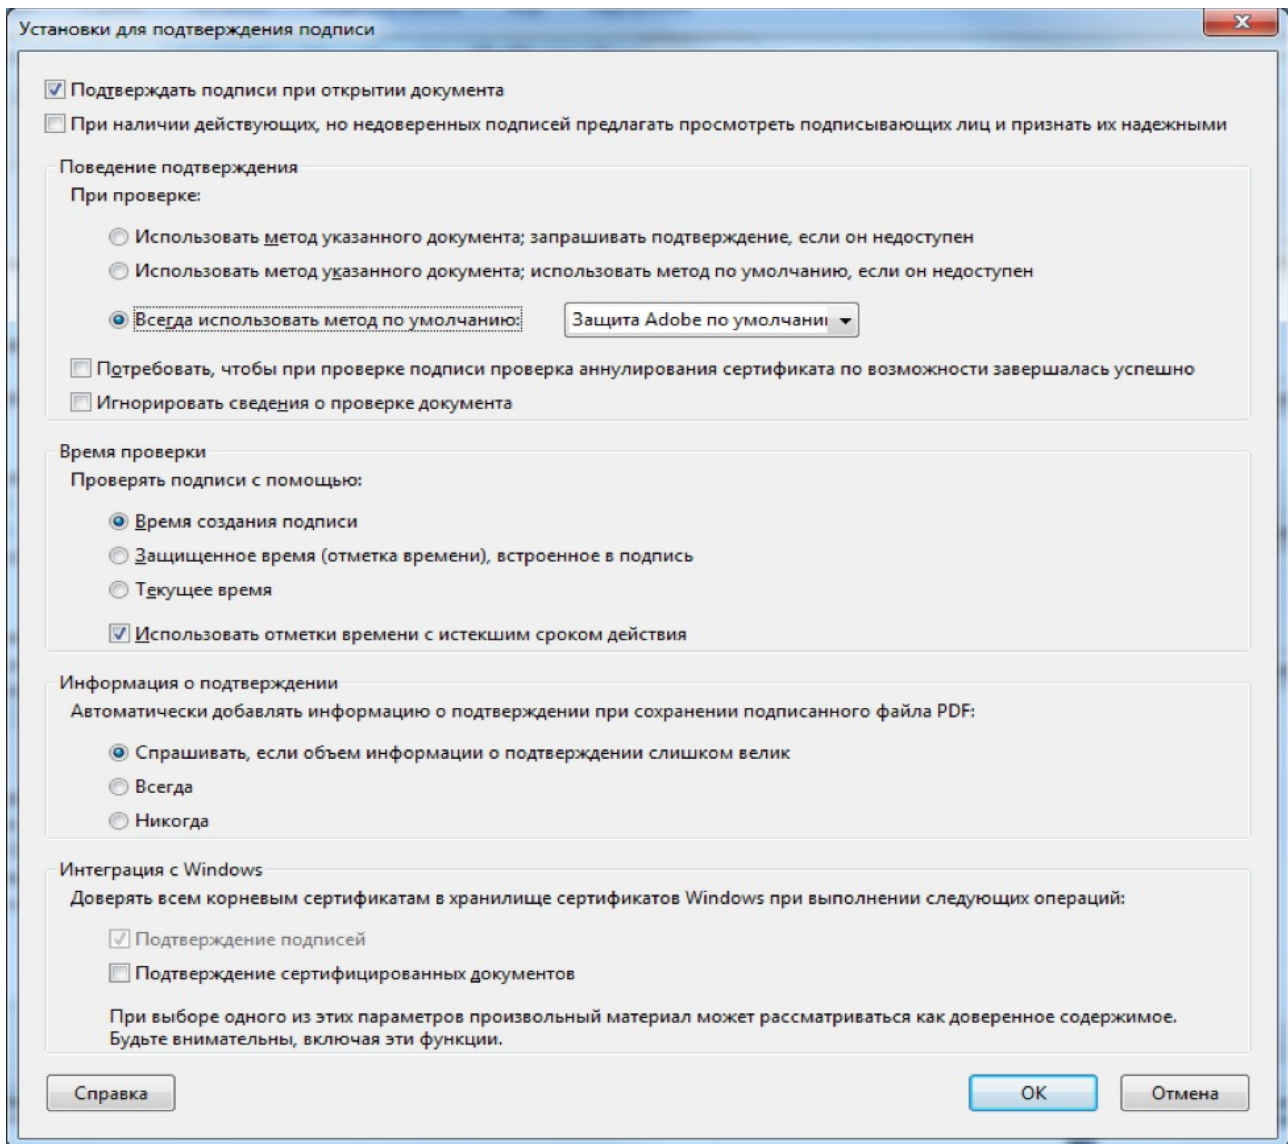 Установки для подтверждения подписи
Подтверждать подписи при открытии документа
При наличии действующих, но недоверенных подписей предлагать просмотреть подписывающих лиц и признать их надежными
Поведение подтверждения
При проверке:
Использовать метод указанного документа; запрашивать подтверждение, если он недоступен
Использовать метод указанного документа; использовать метод по умолчанию, если он недоступен
Всегда использовать метод по умолчанию: Защита Adobe по умолчани
Потребовать, чтобы при проверке подписи проверка аннулирования сертификата по возможности завершалась успешно
Игнорировать сведения о проверке документа
Время проверки
Проверять подписи с помощью:
Время создания подписи
Защищенное время (отметка времени), встроенное в подпись
Текущее время
Использовать отметки времени с истекшим сроком действия
Информация о подтверждении
Автоматически добавлять информацию о подтверждении при сохранении подписанного файла PDF:
Спрашивать, если объем информации о подтверждении слишком велик
Всегда
Никогда
Интеграция с Windows
Доверять всем корневым сертификатам в хранилище сертификатов Windows при выполнении следующих операций:
Подтверждение подписей
Подтверждение сертифицированных документов
При выборе одного из этих параметров произвольный материал может рассматриваться как доверенное содержимое.
Будьте внимательны, включая эти функции.
Справка ОК Отмена